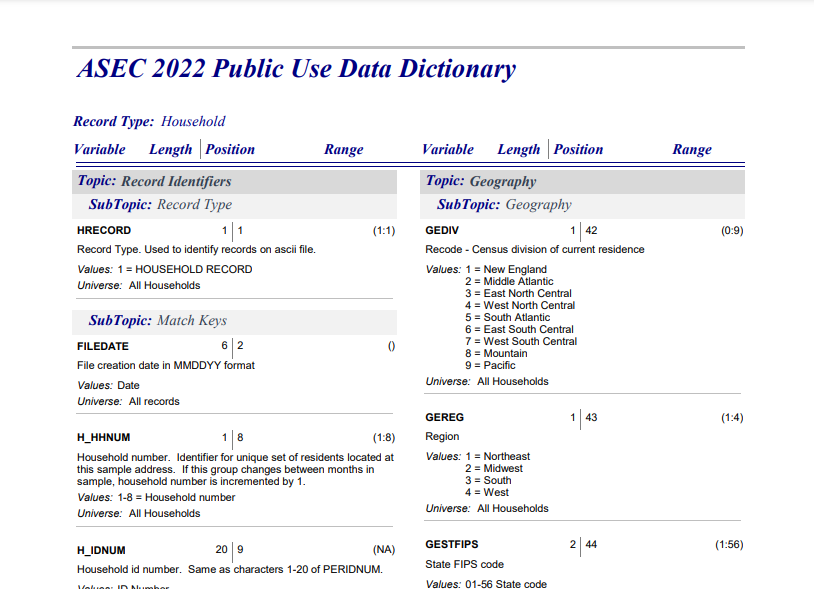 ASEC 2022 Public Use Data Dictionary
Record Type: Household
Variable Length Position Range Variable Length Position Range
Topic: Record Identifiers
SubTopic: Record Type
HRECORD 1 1 (1:1)
Record Type. Used to identify records on ascii file.
Values: 1 = HOUSEHOLD RECORD
Universe: All Households
SubTopic: Match Keys
FILEDATE 6 2 ()
File creation date in MMDDYY format
Values: Date
Universe: All records
H_HHNUM 1 8 (1:8)
Household number. Identifier for unique set of residents located at
this sample address. If this group changes between months in
sample, household number is incremented by 1.
Values: 1-8 = Household number
Universe: All Households
H_IDNUM 20 9 (NA)
Household id number. Same as characters 1-20 of PERIDNUM.
Values: ID Number
Topic: Geography
SubTopic: Geography
GEDIV 1 42 (0:9)
Recode - Census division of current residence
Values: 1 = New England
2 = Middle Atlantic
3 = East North Central
4 = West North Central
5 = South Atlantic
6 = East South Central
7 = West South Central
8 = Mountain
9 = Pacific
Universe: All Households
GEREG 1 43 (1:4)
Region
Values: 1 = Northeast
2 = Midwest
3 = South
4 = West
Universe: All Households
GESTFIPS 2 44 (1:56)
State FIPS code
Values: 01-56 State code